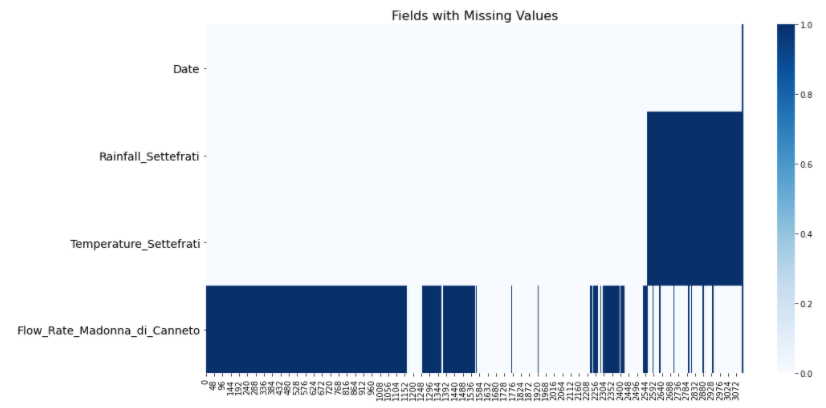 Fields with Missing Values
Date
Rainfall_Settefrati
Temperature_Settefrati
Flow_Rate_Madonna_di_Canneto
1.0
0.8
0.6
0.4
0.2
0.0
0 48 96 144 192 240 288 336 384 432 480 528 576 624 672 720 768 816 864 912 960 1008 1056 1104 1152 1200 1248 1296 1344 1392 1440 1488 1536 1584 1632 1680 1728 1776 1824 1872 1920 1968 2016 2064 2112 2160 2208 2256 2304 2352 2400 2448 2496 2544 2592 2640 2688 2736 2784 2832 2880 2928 2976 3024 3072